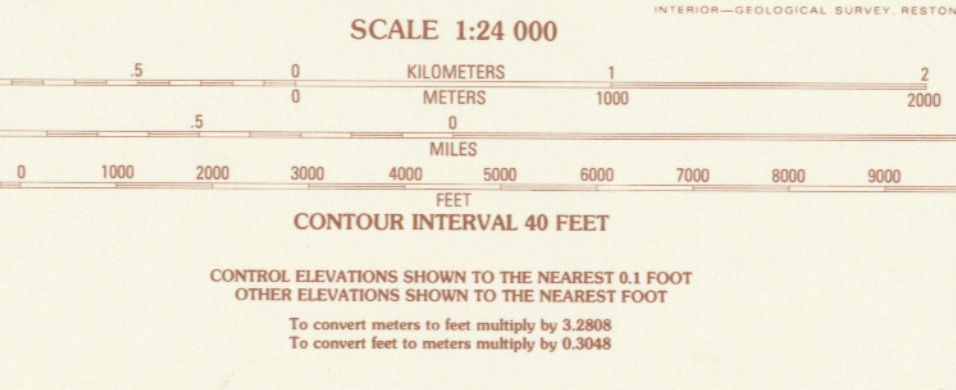 INTERIOR—GEOLOGICAL SURVEY, RESTON
SCALE 1:24 000
.5 0 KILOMETERS 1 2
0 METERS 1000 2000
.5 0
MILES
0 1000 2000 3000 4000 5000 6000 7000 8000 9000
FEET
CONTOUR INTERVAL 40 FEET
CONTROL ELEVATIONS SHOWN TO THE NEAREST 0.1 FOOT
OTHER ELEVATIONS SHOWN TO THE NEAREST FOOT
To convert meters to feet multiply by 3.2808
To convert feet to meters multiply by 0.3048